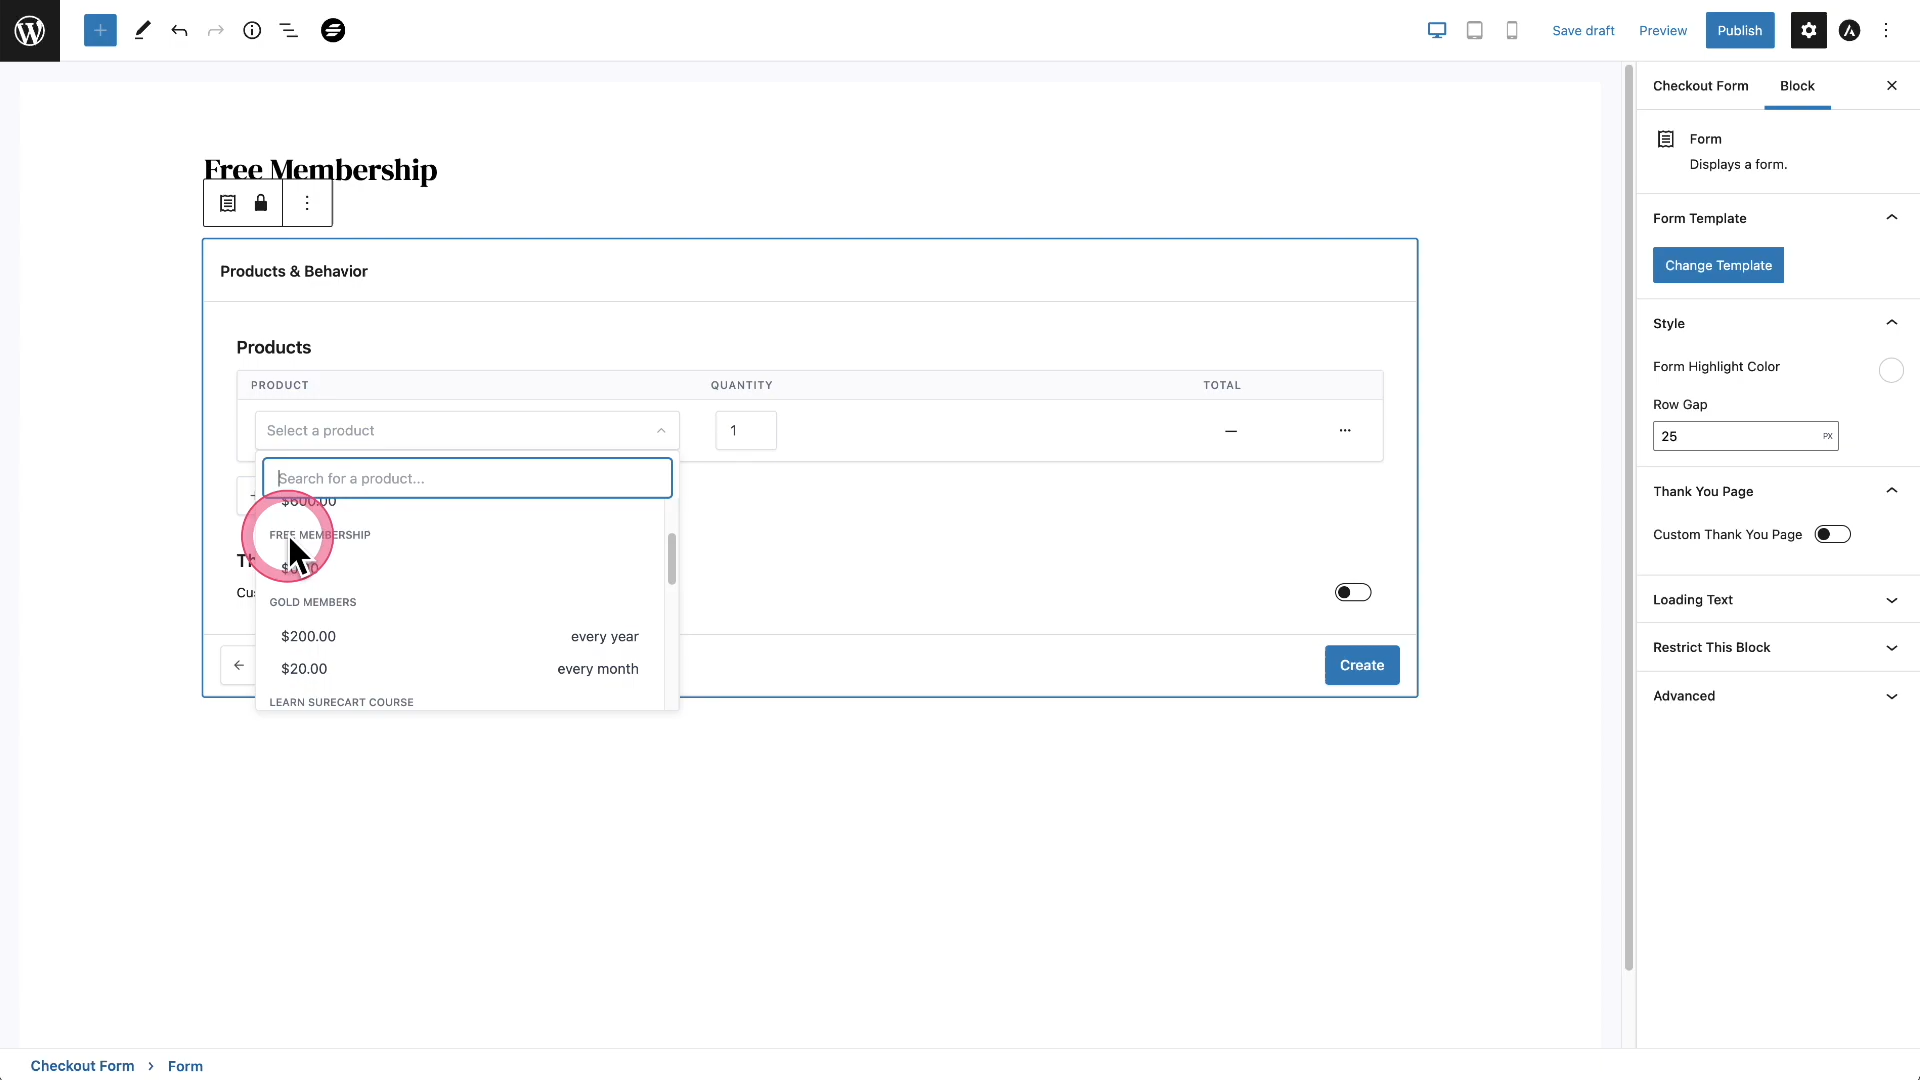 Save draft
Preview
Publish
Checkout Form
Block
Form
Displays a form.
Free Membership
Form Template
Change Template
Products & Behavior
Style
Products
Form Highlight Color
PRODUCT
QUANTITY
TOTAL
Row Gap
Select a product
1
—
25
PX
Search for a product...
$600.00
Thank You Page
FREE MEMBERSHIP
Custom Thank You Page
GOLD MEMBERS
Loading Text
$200.00
every year
Restrict This Block
Create
$20.00
every month
Advanced
LEARN SURECART COURSE
Checkout Form
Form